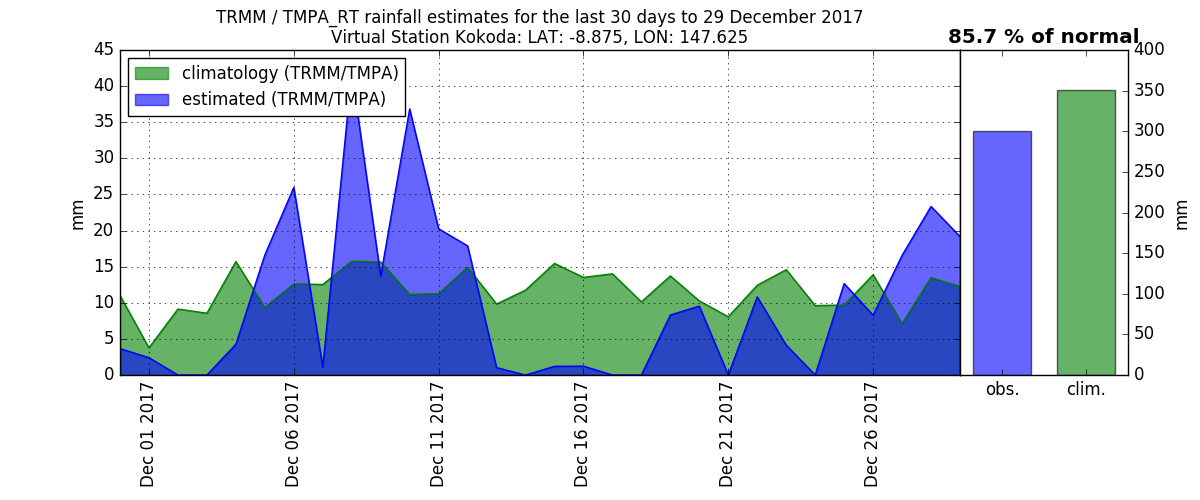 TRMM / TMPA_RT rainfall estimates for the last 30 days to 29 December 2017
Virtual Station Kokoda: LAT: -8.875, LON: 147.625
85.7 % of normal
climatology (TRMM/TMPA)
estimated (TRMM/TMPA)
mm
45
40
35
30
25
20
15
10
5
0
Dec 01 2017
Dec 06 2017
Dec 11 2017
Dec 16 2017
Dec 21 2017
Dec 26 2017
obs.
clim.
400
350
300
250
200
150
100
50
0
mm